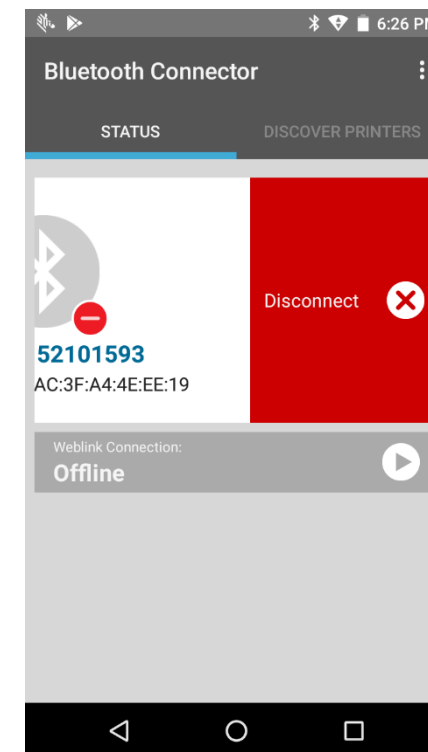 6:26 PM
Bluetooth Connector
STATUS
DISCOVER PRINTERS
Disconnect
52101593
AC:3F:A4:4E:EE:19
Weblink Connection:
Offline